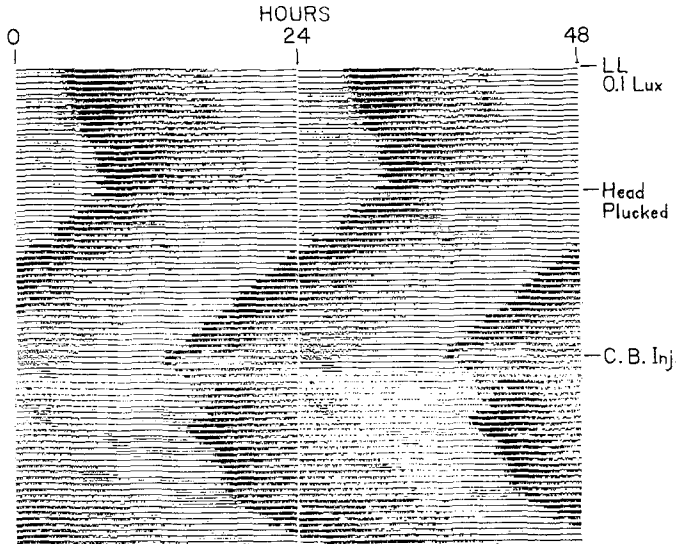 HOURS
0 24 48
LL
0.1 Lux
Head
Plucked
C. B. Inj.